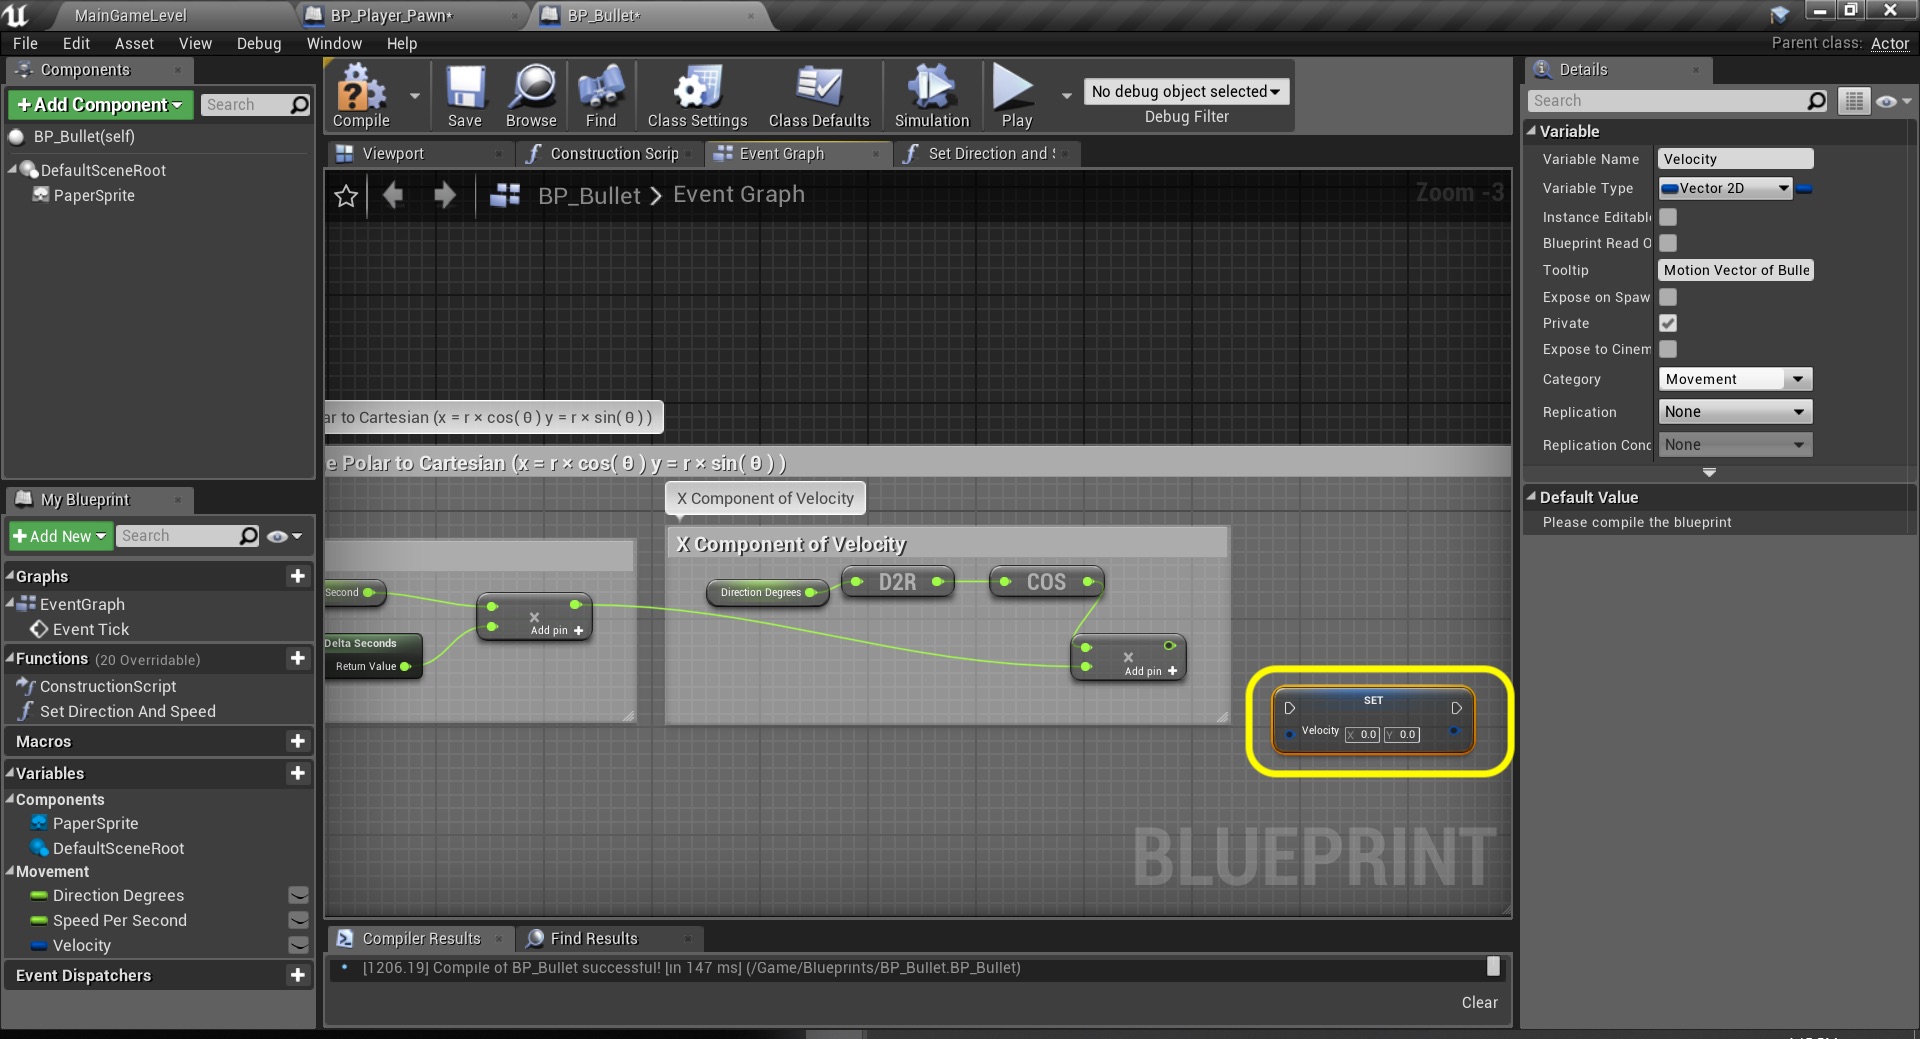 MainGameLevel
BP_Player_Pawn*
BP_Bullet*
File Edit Asset View Debug Window Help
Parent class: Actor
Components
+Add Component
Search
BP_Bullet(self)
DefaultSceneRoot
PaperSprite
Compile
Save
Browse
Find
Class Settings
Class Defaults
Simulation
Play
No debug object selected
Debug Filter
Viewport
Construction Scrip
Event Graph
Set Direction and
BP_Bullet > Event Graph
Zoom -3
ar to Cartesian (x = r × cos( θ ) y = r × sin( θ ) )
e Polar to Cartesian (x = r × cos( θ ) y = r × sin( θ ) )
X Component of Velocity
X Component of Velocity
Second
×
Add pin +
Delta Seconds
Return Value
Direction Degrees
D2R
COS
×
Add pin +
SET
Velocity X 0.0 Y 0.0
BLUEPRINT
My Blueprint
+Add New
Search
Graphs
EventGraph
Event Tick
Functions (20 Overridable)
ConstructionScript
Set Direction And Speed
Macros
Variables
Components
PaperSprite
DefaultSceneRoot
Movement
Direction Degrees
Speed Per Second
Velocity
Event Dispatchers
Compiler Results
Find Results
[1206.19] Compile of BP_Bullet successful! [in 147 ms] (/Game/Blueprints/BP_Bullet.BP_Bullet)
Clear
Details
Search
Variable
Variable Name Velocity
Variable Type Vector 2D
Instance Editabl
Blueprint Read O
Tooltip Motion Vector of Bulle
Expose on Spaw
Private
Expose to Cinem
Category Movement
Replication None
Replication Conc None
Default Value
Please compile the blueprint